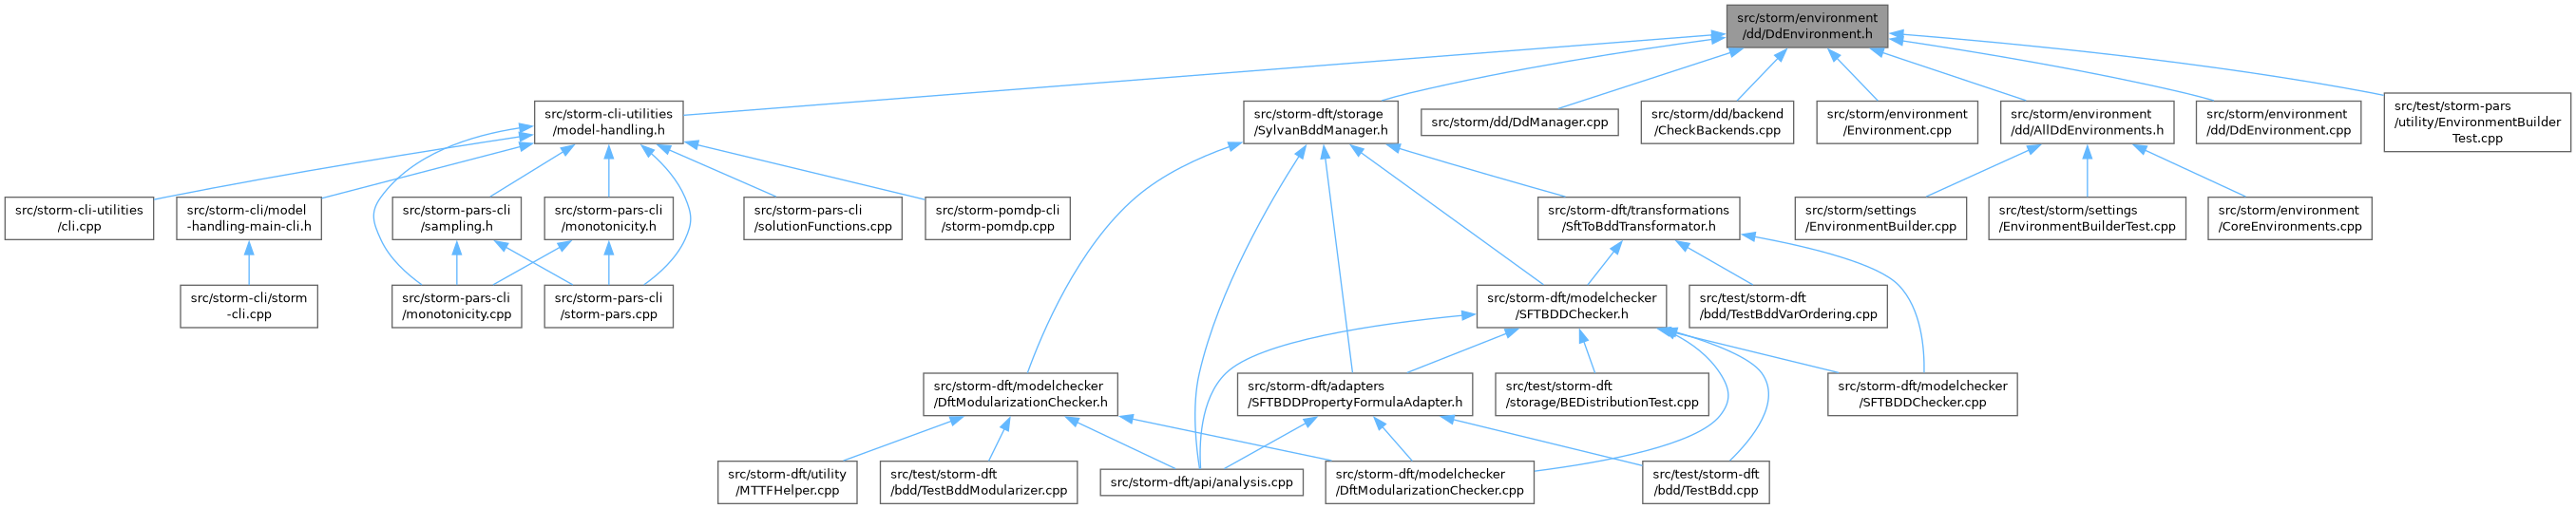 src/storm/environment
/dd/DdEnvironment.h
src/storm-cli-utilities
/model-handling.h
src/storm-dft/storage
/SylvanBddManager.h
src/storm/dd/DdManager.cpp
src/storm/dd/backend
/CheckBackends.cpp
src/storm/environment
/Environment.cpp
src/storm/environment
/dd/AllDdEnvironments.h
src/storm/environment
/dd/DdEnvironment.cpp
src/test/storm-pars
/utility/EnvironmentBuilder
Test.cpp
src/storm-cli-utilities
/cli.cpp
src/storm-cli/model
-handling-main-cli.h
src/storm-pars-cli
/sampling.h
src/storm-pars-cli
/monotonicity.h
src/storm-pars-cli
/solutionFunctions.cpp
src/storm-pomdp-cli
/storm-pomdp.cpp
src/storm-dft/transformations
/SftToBddTransformator.h
src/storm/settings
/EnvironmentBuilder.cpp
src/test/storm/settings
/EnvironmentBuilderTest.cpp
src/storm/environment
/CoreEnvironments.cpp
src/storm-cli/storm
-cli.cpp
src/storm-pars-cli
/monotonicity.cpp
src/storm-pars-cli
/storm-pars.cpp
src/storm-dft/modelchecker
/SFTBDDChecker.h
src/test/storm-dft
/bdd/TestBddVarOrdering.cpp
src/storm-dft/modelchecker
/DftModularizationChecker.h
src/storm-dft/adapters
/SFTBDDPropertyFormulaAdapter.h
src/test/storm-dft
/storage/BEDistributionTest.cpp
src/storm-dft/modelchecker
/SFTBDDChecker.cpp
src/storm-dft/utility
/MTTFHelper.cpp
src/test/storm-dft
/bdd/TestBddModularizer.cpp
src/storm-dft/api/analysis.cpp
src/storm-dft/modelchecker
/DftModularizationChecker.cpp
src/test/storm-dft
/bdd/TestBdd.cpp